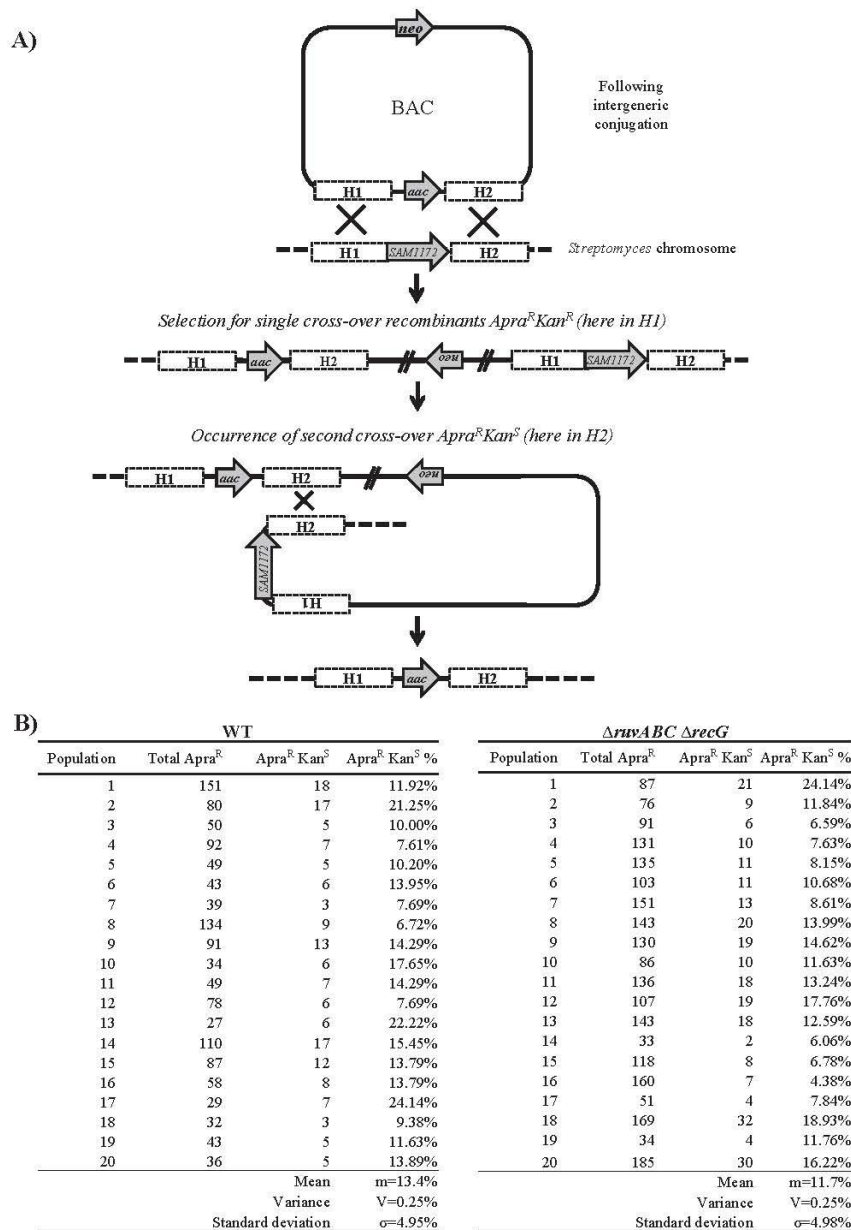 A)
neo
BAC
Following
intergeneric
conjugation
H1 aac H2
H1 SAM1172 H2
Streptomyces chromosome
Selection for single cross-over recombinants Apra^R Kan^R (here in H1)
H1 aac H2 neo H1 SAM1172 H2
Occurrence of second cross-over Apra^R Kan^S (here in H2)
H1 aac H2 neo
H2
SAM1172
H1
H1 aac H2
B)
WT
Population Total Apra^R Apra^R Kan^S Apra^R Kan^S %
1 151 18 11.92%
2 80 17 21.25%
3 50 5 10.00%
4 92 7 7.61%
5 49 5 10.20%
6 43 6 13.95%
7 39 3 7.69%
8 134 9 6.72%
9 91 13 14.29%
10 34 6 17.65%
11 49 7 14.29%
12 78 6 7.69%
13 27 6 22.22%
14 110 17 15.45%
15 87 12 13.79%
16 58 8 13.79%
17 29 7 24.14%
18 32 3 9.38%
19 43 5 11.63%
20 36 5 13.89%
Mean m=13.4%
Variance V=0.25%
Standard deviation σ=4.95%
ΔruvABC ΔrecG
Population Total Apra^R Apra^R Kan^S Apra^R Kan^S %
1 87 21 24.14%
2 76 9 11.84%
3 91 6 6.59%
4 131 10 7.63%
5 135 11 8.15%
6 103 11 10.68%
7 151 13 8.61%
8 143 20 13.99%
9 130 19 14.62%
10 86 10 11.63%
11 136 18 13.24%
12 107 19 17.76%
13 143 18 12.59%
14 33 2 6.06%
15 118 8 6.78%
16 160 7 4.38%
17 51 4 7.84%
18 169 32 18.93%
19 34 4 11.76%
20 185 30 16.22%
Mean m=11.7%
Variance V=0.25%
Standard deviation σ=4.98%